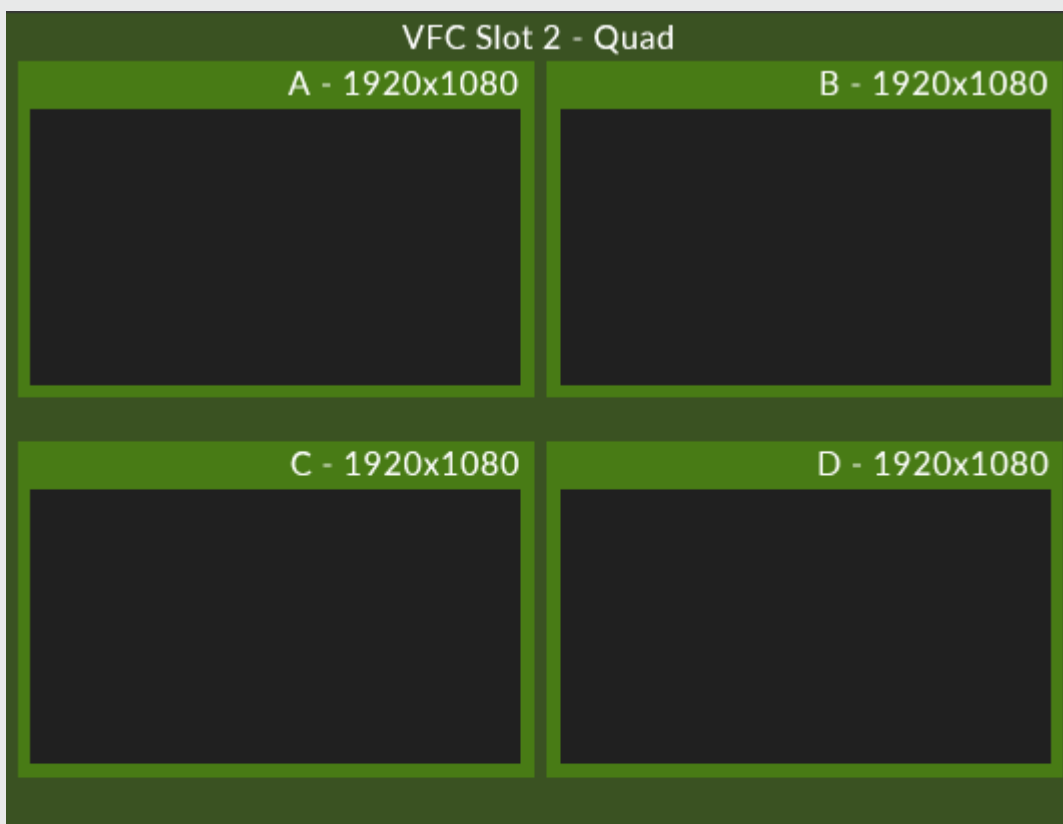 VFC Slot 2 - Quad
A - 1920x1080
B - 1920x1080
C - 1920x1080
D - 1920x1080